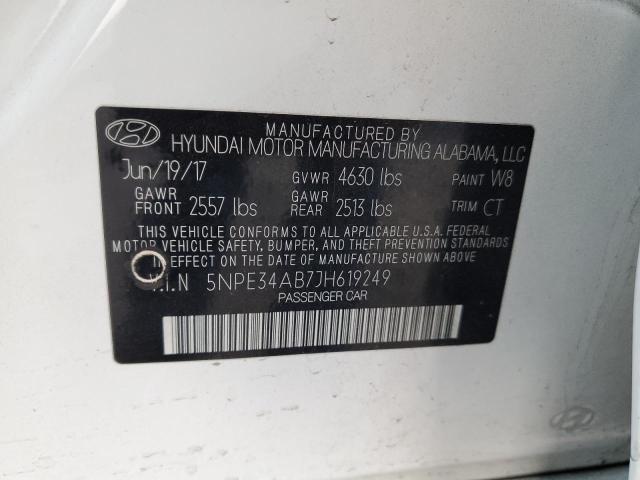 MANUFACTURED BY
HYUNDAI MOTOR MANUFACTURING ALABAMA, LLC
Jun/19/17 GVWR 4630 lbs PAINT W8
GAWR FRONT 2557 lbs GAWR REAR 2513 lbs TRIM CT
THIS VEHICLE CONFORMS TO ALL APPLICABLE U.S.A. FEDERAL
MOTOR VEHICLE SAFETY, BUMPER, AND THEFT PREVENTION STANDARDS
IN EFFECT ON THE DATE OF MANUFACTURE SHOWN ABOVE.
V.I.N 5NPE34AB7JH619249
PASSENGER CAR